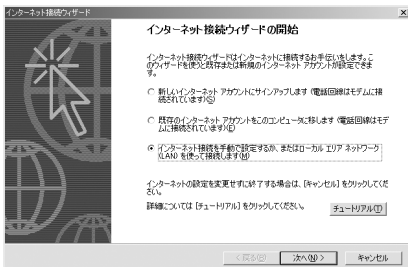 インターネット接続ウィザード
インターネット接続ウィザードの開始
インターネット接続ウィザードはインターネットに接続するお手伝いをします。こ
のウィザードを使うと既存または新規のインターネット アカウントが設定できま
す。
新しいインターネット アカウントにサインアップします (電話回線はモデムに接
続されています)(S)
既存のインターネット アカウントをこのコンピュータに移します (電話回線はモデ
ムに接続されています)(E)
インターネット接続を手動で設定するか、またはローカル エリア ネットワーク
(LAN) を使って接続します(M)
インターネットの設定を変更せずに終了する場合は、[キャンセル] をクリックしてくだ
さい。
詳細については [チュートリアル] をクリックしてください。
チュートリアル(T)
< 戻る(B)
次へ(N) >
キャンセル